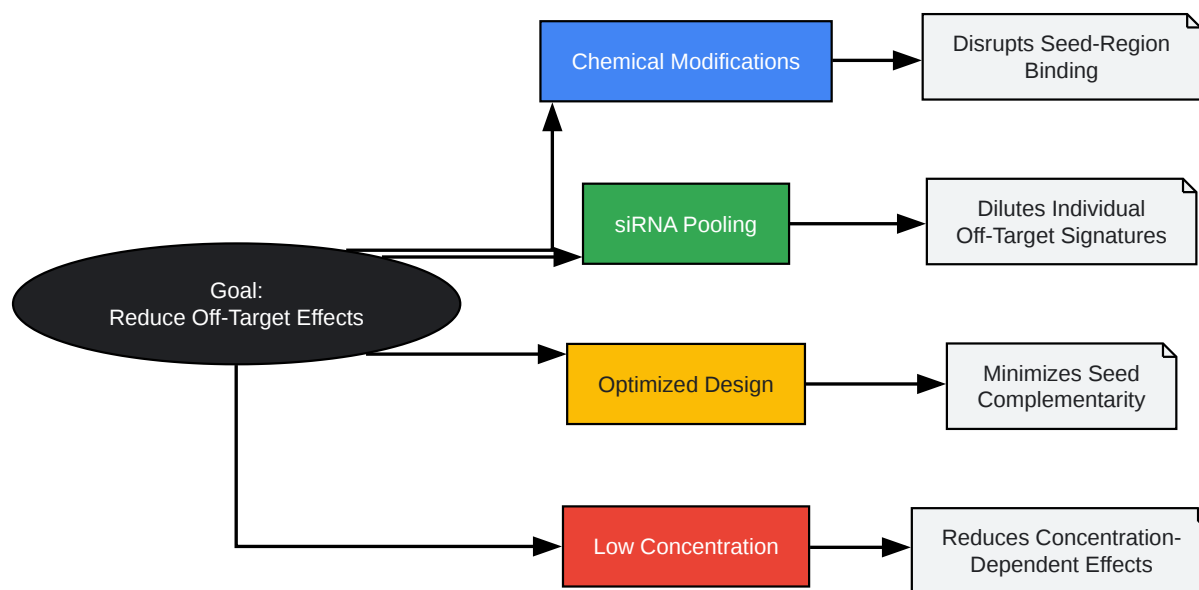 Chemical Modifications
Disrupts Seed-Region
Binding
siRNA Pooling
Dilutes Individual
Off-Target Signatures
Goal:
Reduce Off-Target Effects
Optimized Design
Minimizes Seed
Complementarity
Low Concentration
Reduces Concentration-
Dependent Effects